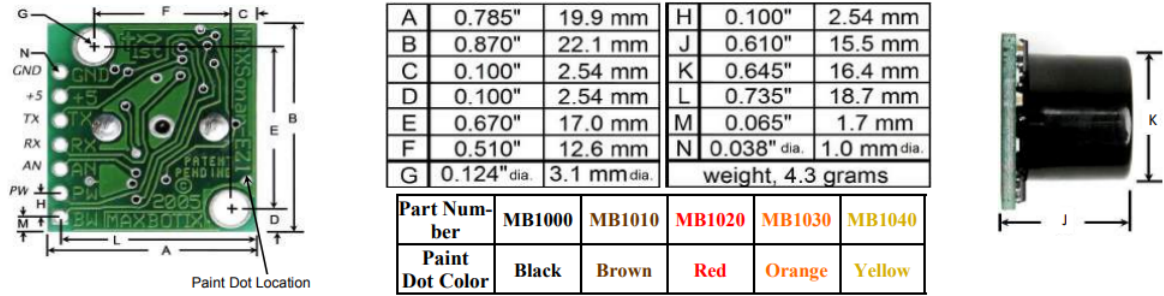 G
F
C
N
GND
+5
TX
RX
AN
PW
H
M
GND
+5
TX
RX
AN
PW
BW
MAXBOTIX
2005
PATENT
PENDING
MAXSonar EZ1
E
B
D
L
A
Paint Dot Location
A 0.785" 19.9 mm H 0.100" 2.54 mm
B 0.870" 22.1 mm J 0.610" 15.5 mm
C 0.100" 2.54 mm K 0.645" 16.4 mm
D 0.100" 2.54 mm L 0.735" 18.7 mm
E 0.670" 17.0 mm M 0.065" 1.7 mm
F 0.510" 12.6 mm N 0.038" dia. 1.0 mm dia.
G 0.124" dia. 3.1 mm dia. weight, 4.3 grams
Part Num-
ber MB1000 MB1010 MB1020 MB1030 MB1040
Paint
Dot Color Black Brown Red Orange Yellow
K
J